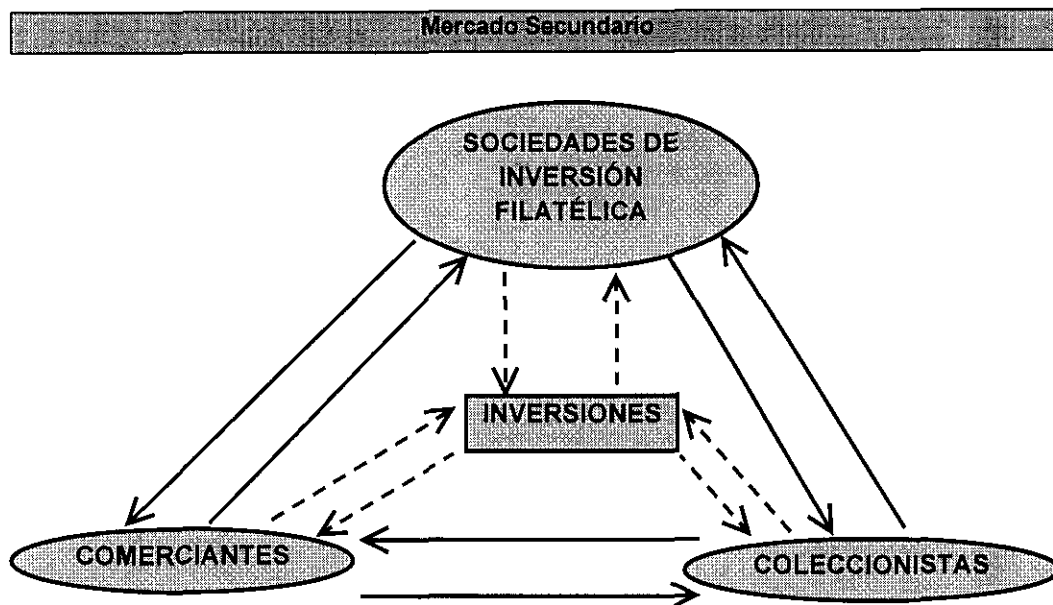 Mercado Secundario
SOCIEDADES DE
INVERSIÓN
FILATÉLICA
INVERSIONES
COMERCIANTES
COLECCIONISTAS